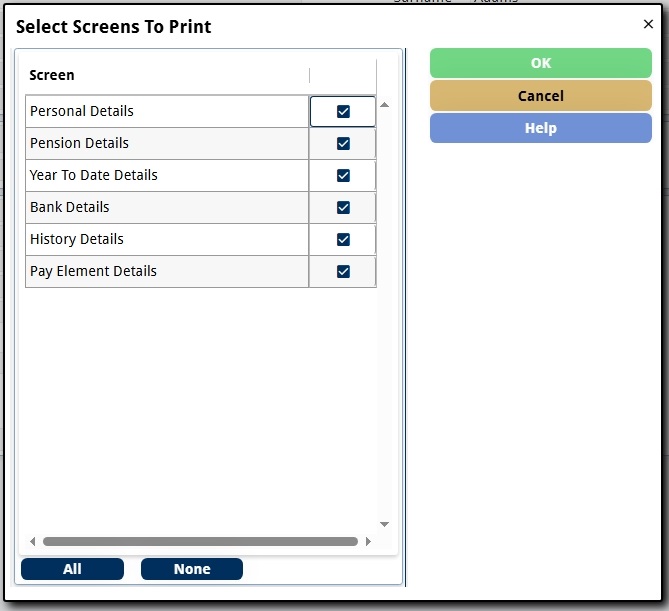 Select Screens To Print
Screen
Personal Details
Pension Details
Year To Date Details
Bank Details
History Details
Pay Element Details
All None
OK
Cancel
Help